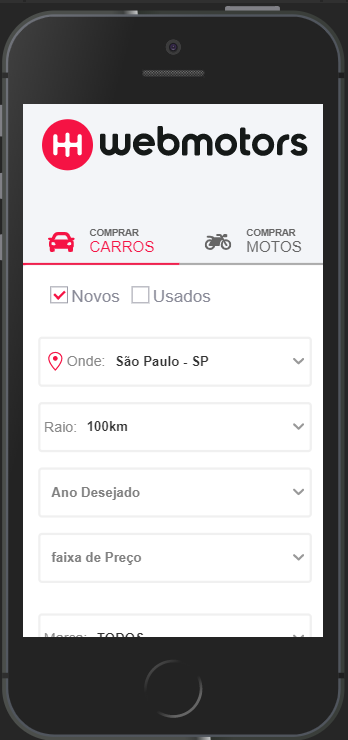 webmotors
COMPRAR
CARROS
COMPRAR
MOTOS
Novos
Usados
Onde: São Paulo - SP
Raio: 100km
Ano Desejado
faixa de Preço
Marca: TODOS